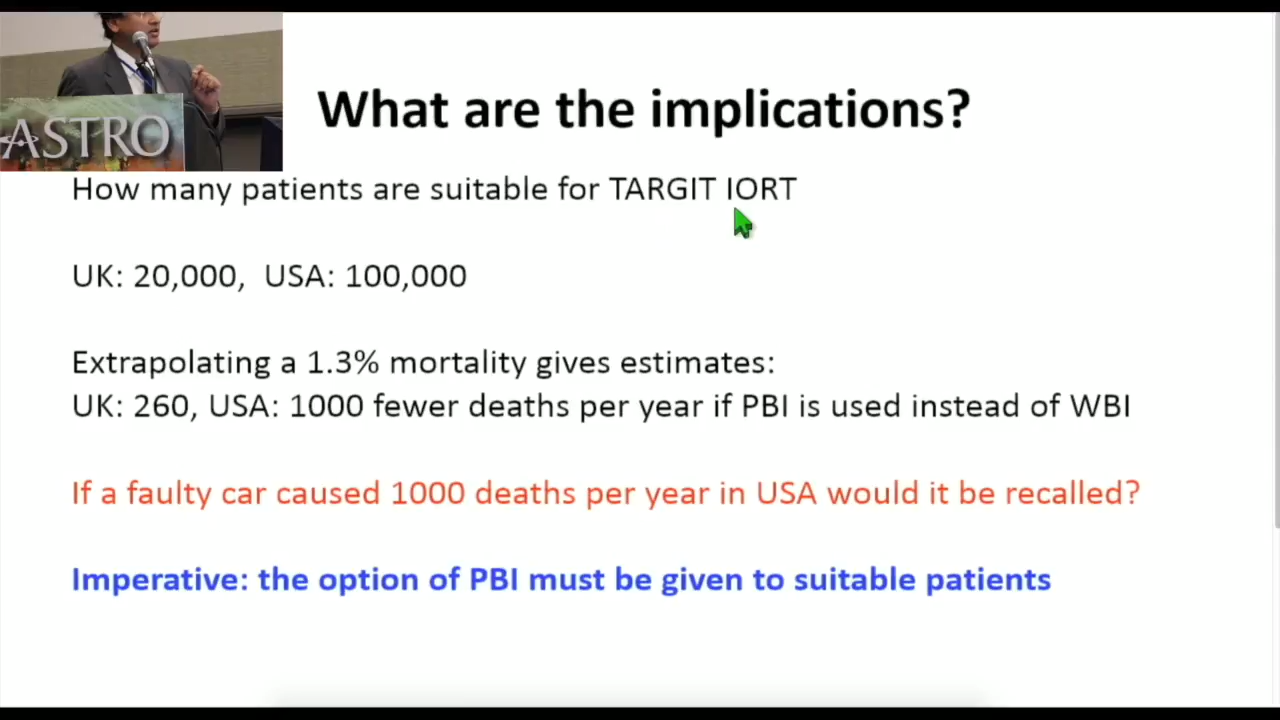 ASTRO
What are the implications?
How many patients are suitable for TARGIT IORT
UK: 20,000, USA: 100,000
Extrapolating a 1.3% mortality gives estimates:
UK: 260, USA: 1000 fewer deaths per year if PBI is used instead of WBI
If a faulty car caused 1000 deaths per year in USA would it be recalled?
Imperative: the option of PBI must be given to suitable patients